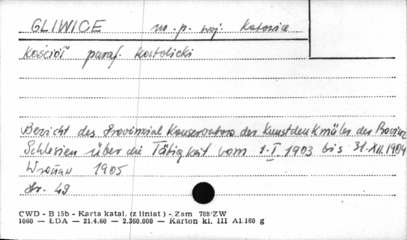 GLIWICE m.p. woj. Katowice
Kościół paraf. katolicki
Bericht des Provinzial Konservators der Kunstdenkmäler der Provinz
Schlesien über die Tätigkeit vom 1.I.1903 bis 31.XII.1904
Wrocław 1905
str. 48
CWD - B 15b - Karta katal. (z liniat) - Zam 788/ZW
1060 — ŁDA — 21.4.60 — 2.360.000 — Karton kl. III A1.160 g